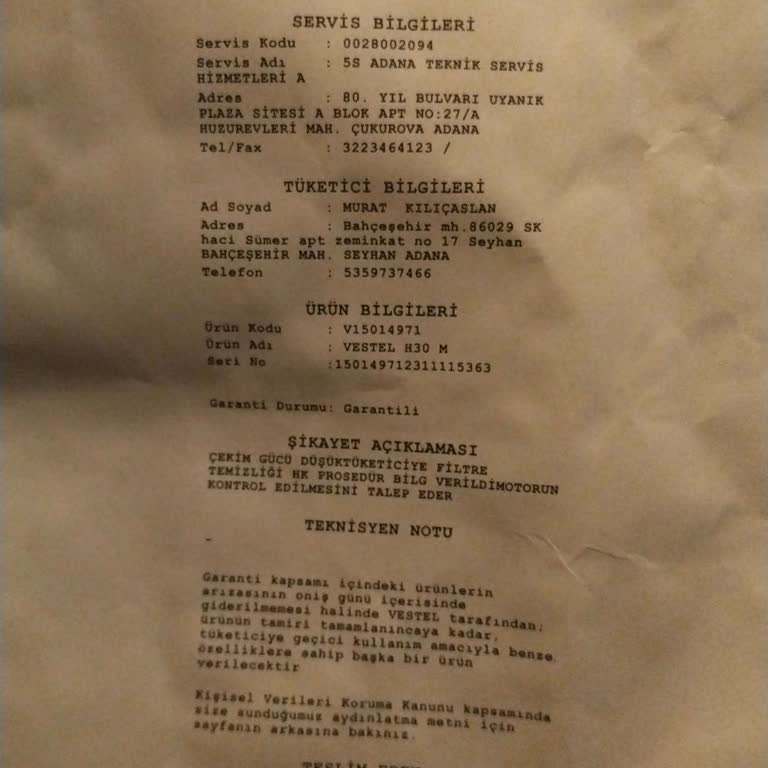 SERVİS BİLGİLERİ
Servis Kodu : 0028002094
Servis Adı : 5S ADANA TEKNİK SERVİS
HİZMETLERİ A
Adres : 80. YIL BULVARI UYANIK
PLAZA SİTESİ A BLOK APT NO:27/A
HUZUREVLERİ MAH. ÇUKUROVA ADANA
Tel/Fax : 3223464123 /
TÜKETİCİ BİLGİLERİ
Ad Soyad : MURAT KILIÇASLAN
Adres : Bahçeşehir mh.86029 SK
haci Sümer apt zeminkat no 17 Seyhan
BAHÇEŞEHİR MAH. SEYHAN ADANA
Telefon : 5359737466
ÜRÜN BİLGİLERİ
Ürün Kodu : V15014971
Ürün Adı : VESTEL H30 M
Seri No :150149712311115363
Garanti Durumu: Garantili
ŞİKAYET AÇIKLAMASI
ÇEKİM GÜCÜ DÜŞÜKTÜKETİCİYE FİLTRE
TEMİZLİĞİ HK PROSEDÜR BİLG VERİLDİMOTORUN
KONTROL EDİLMESİNİ TALEP EDER
TEKNİSYEN NOTU
-
Garanti kapsamı içindeki ürünlerin
arızasının oniş günü içerisinde
giderilmemesi halinde VESTEL tarafından;
ürünün tamiri tamamlanıncaya kadar,
tüketiciye geçici kullanım amacıyla benze
özelliklere sahip başka bir ürün
verilecektir
Kişisel Verileri Koruma Kanunu kapsamında
size sunduğumuz aydınlatma metni için
sayfanın arkasına bakınız.